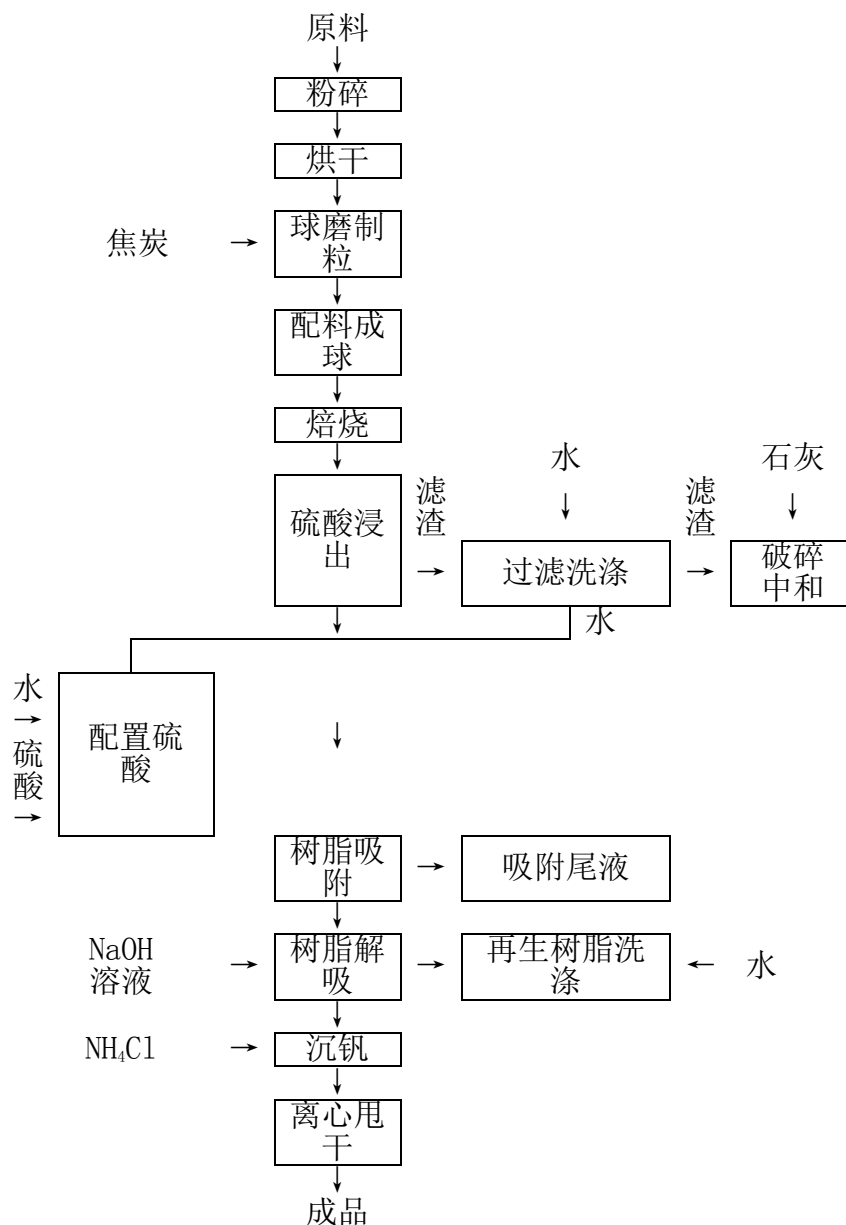 原料
粉碎
烘干
焦炭
球磨制
粒
配料成
球
焙烧
水
石灰
滤
渣
滤
渣
硫酸浸
出
过滤洗涤
破碎
中和
水
水
硫
酸
配置硫
酸
树脂吸
附
吸附尾液
NaOH
溶液
树脂解
吸
再生树脂洗
涤
水
NH₄Cl
沉钒
离心甩
干
成品